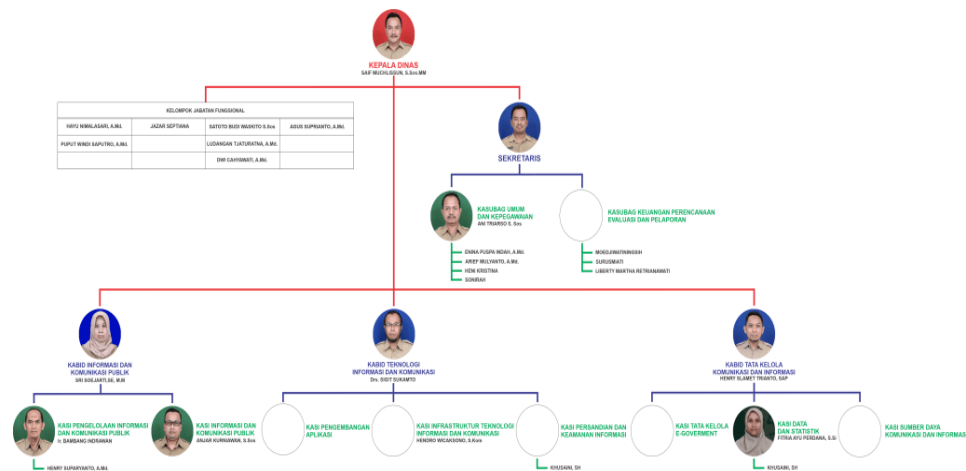 KEPALA DINAS
SAIF MUCHLISSUN, S.Sos.MM
KELOMPOK JABATAN FUNGSIONAL
HAYU NIMALASARI, A.Md. JAZAR SEPTIANA SATOTO BUDI WASKITO S.Sos. AGUS SUPRIANTO, A.Md.
PUPUT WINDI SAPUTRO, A.Md. LUDANGAN TJATURATNA, A. Md.
DWI CAHYAWATI, A. Md.
SEKRETARIS
KASUBAG UMUM
DAN KEPEGAWAIAN
ANI TRIARSO S. Sos
ENINA PUSPA INDAH, A.Md.
ARIEF MULYANTO, A.Md.
HENI KRISTINA
SONIRAH
KASUBAG KEUANGAN PERENCANAAN
EVALUASI DAN PELAPORAN
MOEDJIWATININGSIH
SURUSMIATI
LIBERTY MARTHA RETRIANAWATI
KABID INFORMASI DAN
KOMUNIKASI PUBLIK
SRI SOEJARTI,SE, M.M
KABID TEKNOLOGI
INFORMASI DAN KOMUNIKASI
Drs. SIGIT SUKAMTO
KABID TATA KELOLA
KOMUNIKASI DAN INFORMASI
HENRY SLAMET TRIANTO, SAP
KASI PENGELOLAAN INFORMASI
DAN KOMUNIKASI PUBLIK
Ir. BAMBANG INDRAWAN
HENRY SUPARYANTO, A.Md.
KASI INFORMASI DAN
KOMUNIKASI PUBLIK
ANJAR KURNIAWAN, S.Sos
KASI PENGEMBANGAN
APLIKASI
KASI INFRASTRUKTUR TEKNOLOGI
INFORMASI DAN KOMUNIKASI
HENDRO WICAKSONO, S.Kom
KASI PERSANDIAN DAN
KEAMANAN INFORMASI
KHUSAINI, SH
KASI TATA KELOLA
E-GOVERMENT
KASI DATA
DAN STATISTIK
FITRIA AYU PERDANA, S.Si
KHUSAINI, SH
KASI SUMBER DAYA
KOMUNIKASI DAN INFORMAS